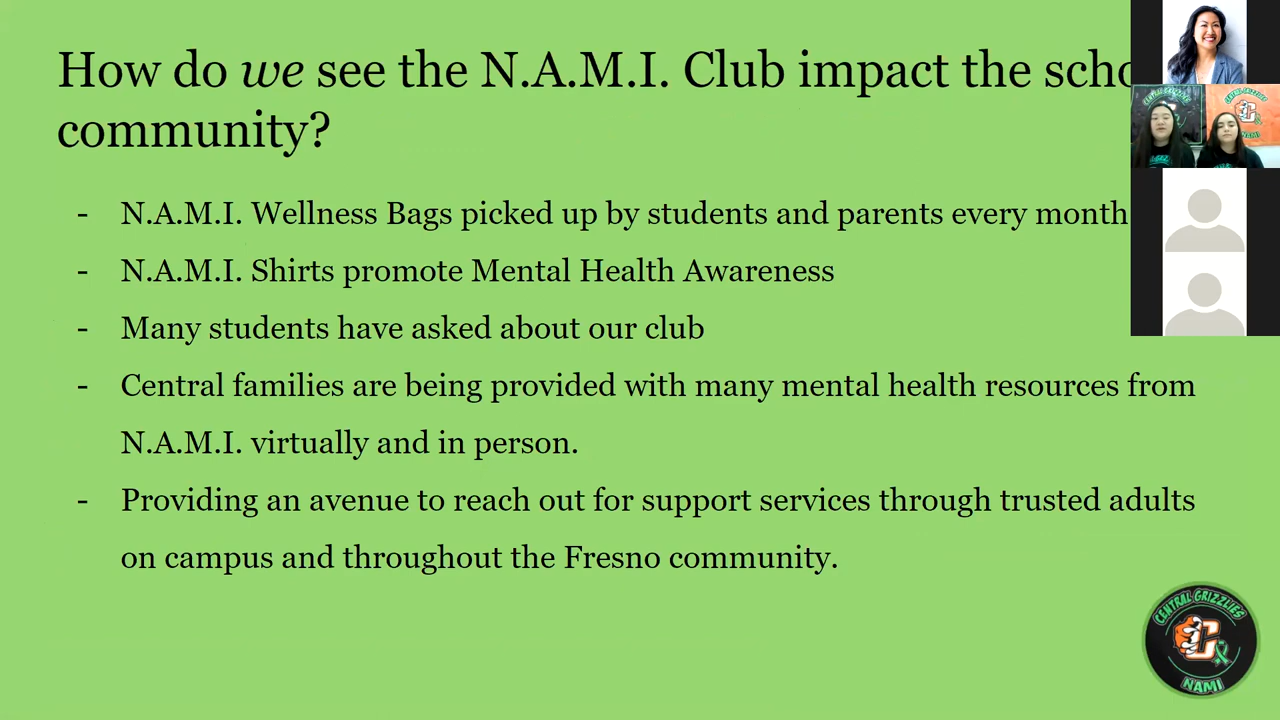 How do we see the N.A.M.I. Club impact the scho
community?
- N.A.M.I. Wellness Bags picked up by students and parents every month
- N.A.M.I. Shirts promote Mental Health Awareness
- Many students have asked about our club
- Central families are being provided with many mental health resources from
N.A.M.I. virtually and in person.
- Providing an avenue to reach out for support services through trusted adults
on campus and throughout the Fresno community.
CENTRAL GRIZZLIES
C
NAMI
CENTRAL GRIZZLIES
C
NAMI